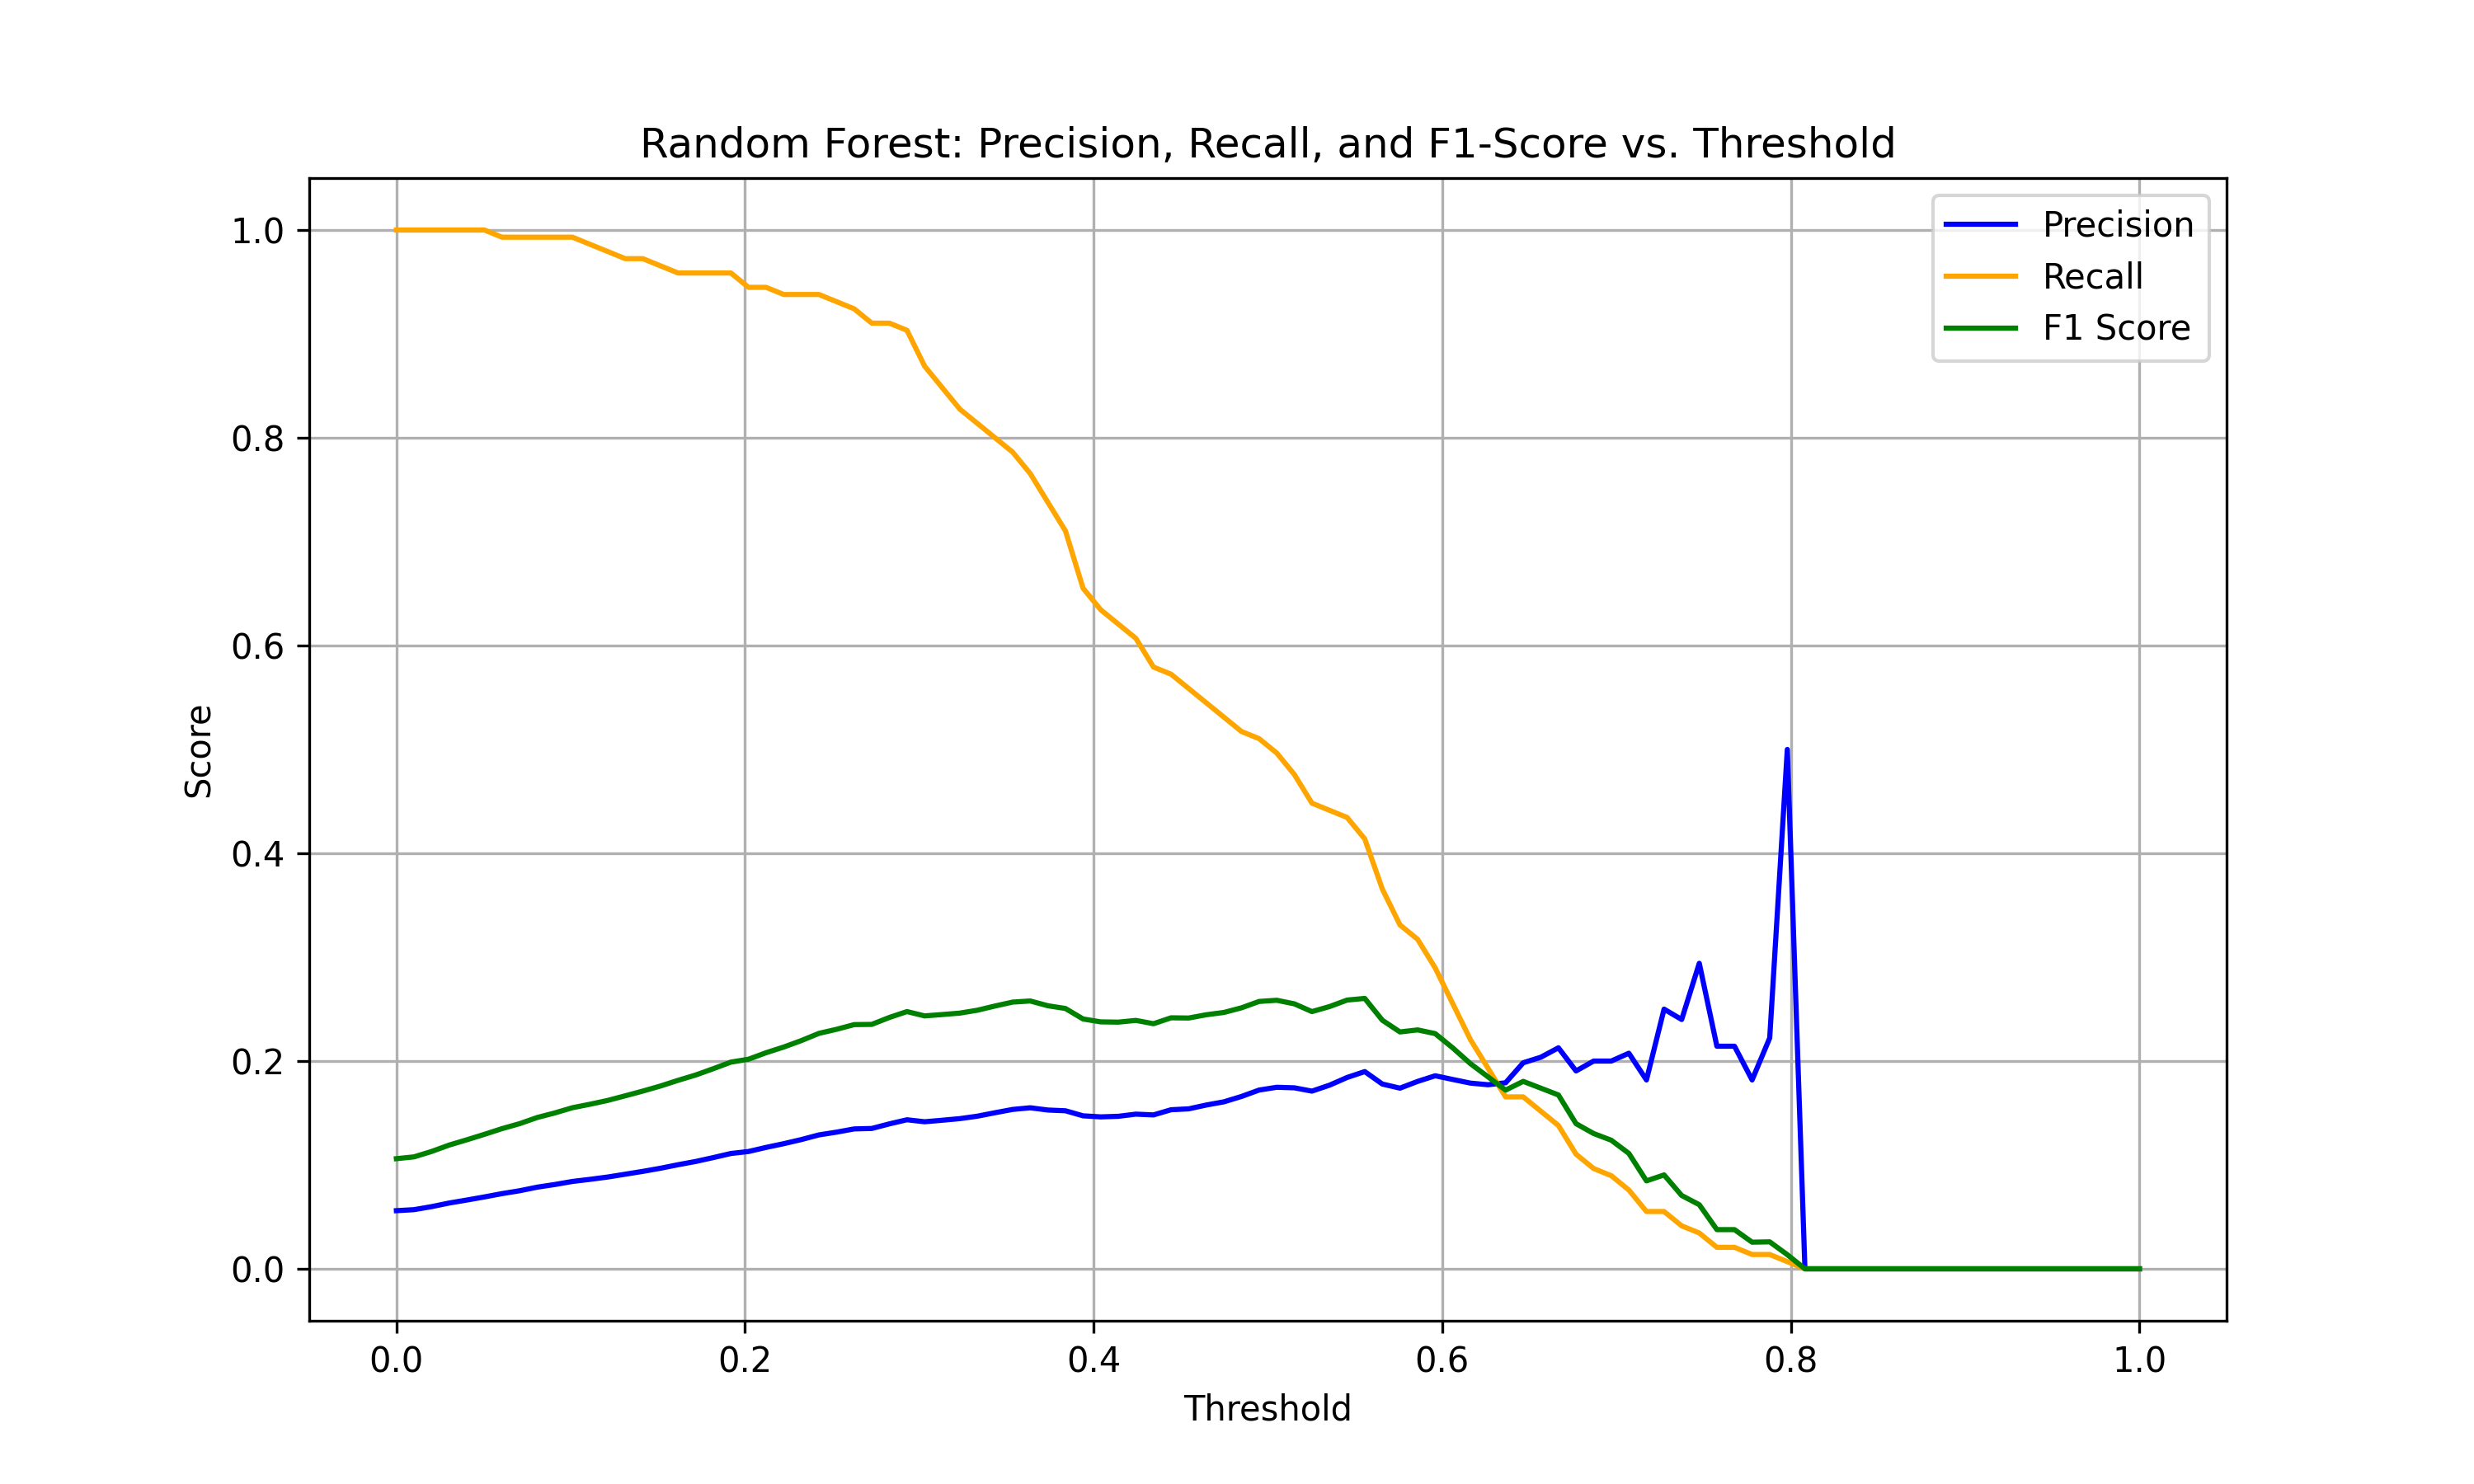 Random Forest: Precision, Recall, and F1-Score vs. Threshold
Precision
Recall
F1 Score
1.0
0.8
0.6
0.4
0.2
0.0
Score
0.0 0.2 0.4 0.6 0.8 1.0
Threshold